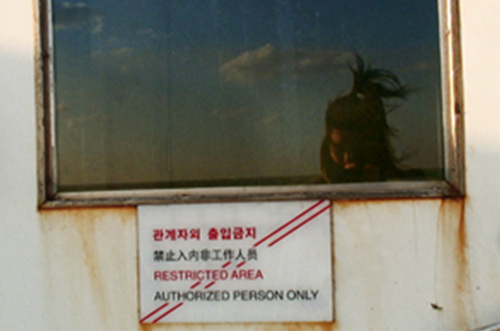 관계자외 출입금지
禁止入内非工作人员
RESTRICTED AREA
AUTHORIZED PERSON ONLY